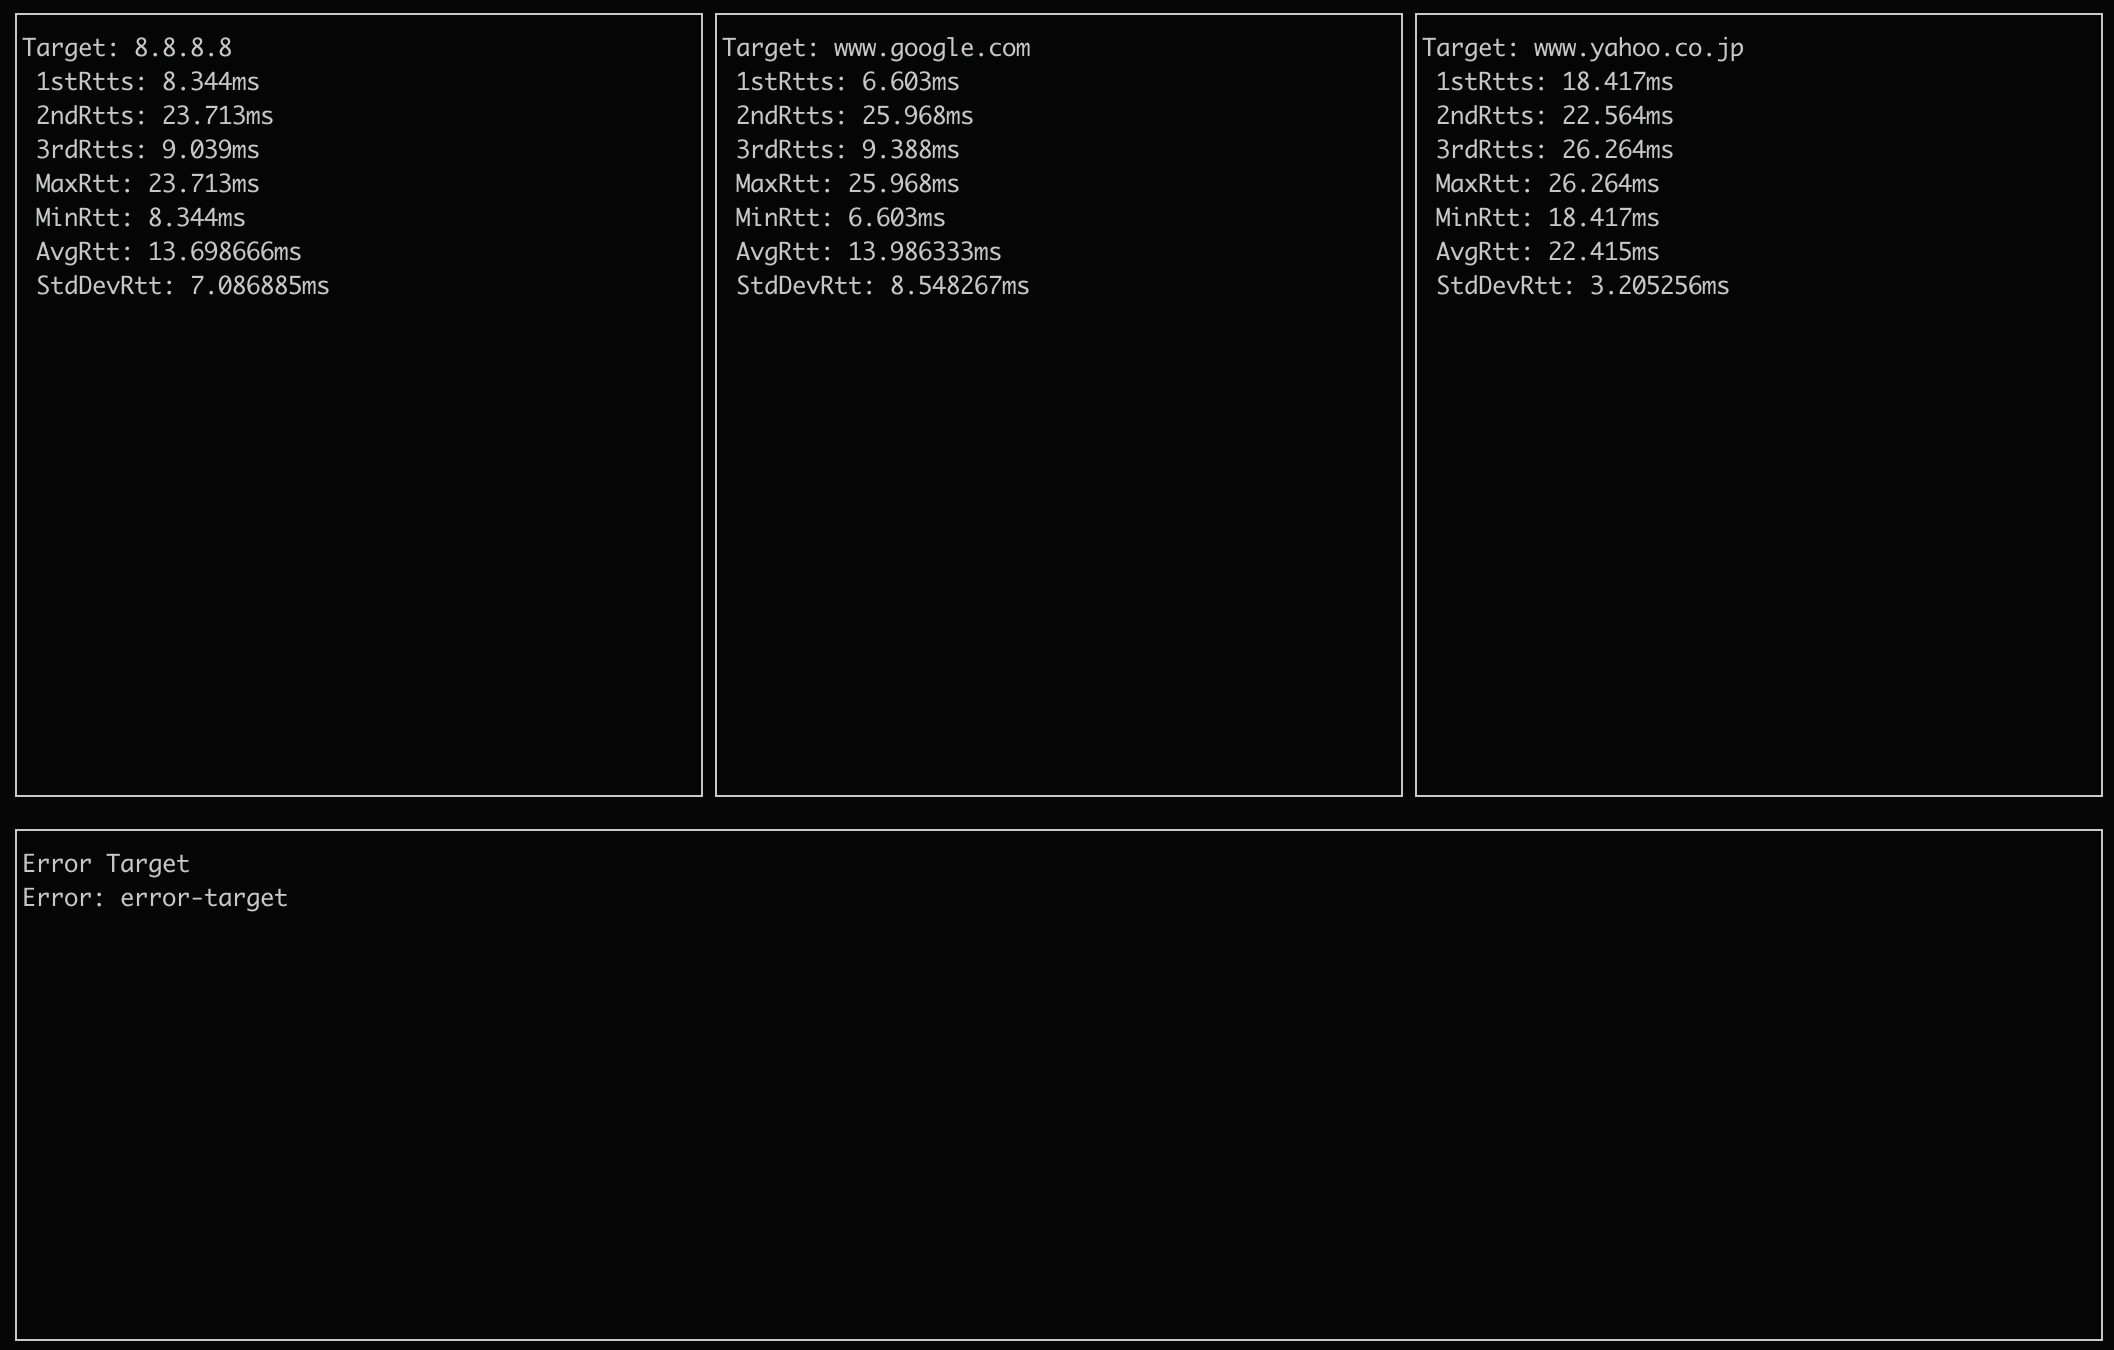 Target: 8.8.8.8
1stRtts: 8.344ms
2ndRtts: 23.713ms
3rdRtts: 9.039ms
MaxRtt: 23.713ms
MinRtt: 8.344ms
AvgRtt: 13.698666ms
StdDevRtt: 7.086885ms
Target: www.google.com
1stRtts: 6.603ms
2ndRtts: 25.968ms
3rdRtts: 9.388ms
MaxRtt: 25.968ms
MinRtt: 6.603ms
AvgRtt: 13.986333ms
StdDevRtt: 8.548267ms
Target: www.yahoo.co.jp
1stRtts: 18.417ms
2ndRtts: 22.564ms
3rdRtts: 26.264ms
MaxRtt: 26.264ms
MinRtt: 18.417ms
AvgRtt: 22.415ms
StdDevRtt: 3.205256ms
Error Target
Error: error-target